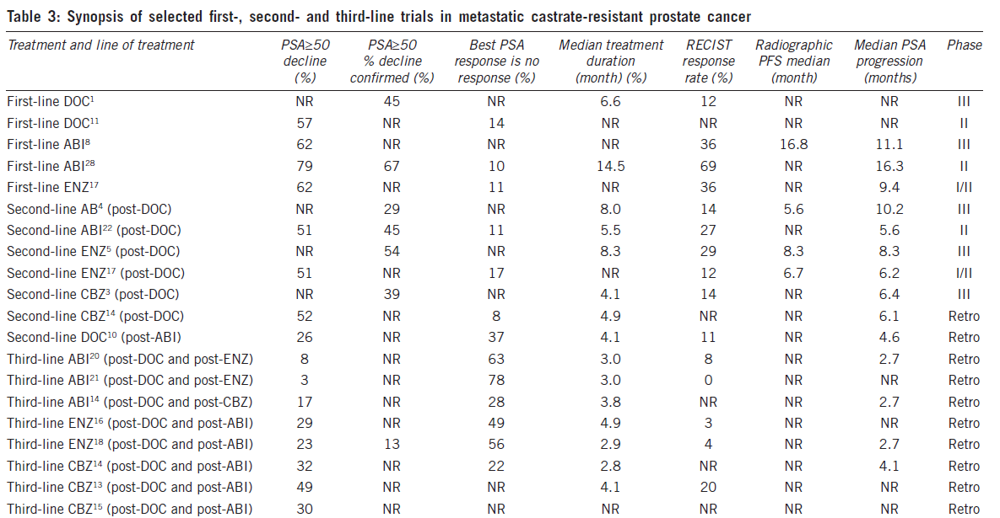 Table 3: Synopsis of selected first-, second- and third-line trials in metastatic castrate-resistant prostate cancer
Treatment and line of treatment PSA≥50 PSA≥50 Best PSA Median treatment RECIST Radiographic Median PSA Phase
decline % decline response is no duration response PFS median progression
(%) confirmed (%) response (%) (month) (%) rate (%) (month) (months)
First-line DOC¹ NR 45 NR 6.6 12 NR NR III
First-line DOC¹¹ 57 NR 14 NR NR NR NR II
First-line ABI⁸ 62 NR NR NR 36 16.8 11.1 III
First-line ABI²⁸ 79 67 10 14.5 69 NR 16.3 II
First-line ENZ¹⁷ 62 NR 11 NR 36 NR 9.4 I/II
Second-line AB⁴ (post-DOC) NR 29 NR 8.0 14 5.6 10.2 III
Second-line ABI²² (post-DOC) 51 45 11 5.5 27 NR 5.6 II
Second-line ENZ⁵ (post-DOC) NR 54 NR 8.3 29 8.3 8.3 III
Second-line ENZ¹⁷ (post-DOC) 51 NR 17 NR 12 6.7 6.2 I/II
Second-line CBZ³ (post-DOC) NR 39 NR 4.1 14 NR 6.4 III
Second-line CBZ¹⁴ (post-DOC) 52 NR 8 4.9 NR NR 6.1 Retro
Second-line DOC¹⁰ (post-ABI) 26 NR 37 4.1 11 NR 4.6 Retro
Third-line ABI²⁰ (post-DOC and post-ENZ) 8 NR 63 3.0 8 NR 2.7 Retro
Third-line ABI²¹ (post-DOC and post-ENZ) 3 NR 78 3.0 0 NR NR Retro
Third-line ABI¹⁴ (post-DOC and post-CBZ) 17 NR 28 3.8 NR NR 2.7 Retro
Third-line ENZ¹⁶ (post-DOC and post-ABI) 29 NR 49 4.9 3 NR NR Retro
Third-line ENZ¹⁸ (post-DOC and post-ABI) 23 13 56 2.9 4 NR 2.7 Retro
Third-line CBZ¹⁴ (post-DOC and post-ABI) 32 NR 22 2.8 NR NR 4.1 Retro
Third-line CBZ¹³ (post-DOC and post-ABI) 49 NR NR 4.1 20 NR NR Retro
Third-line CBZ¹⁵ (post-DOC and post-ABI) 30 NR NR NR NR NR NR Retro